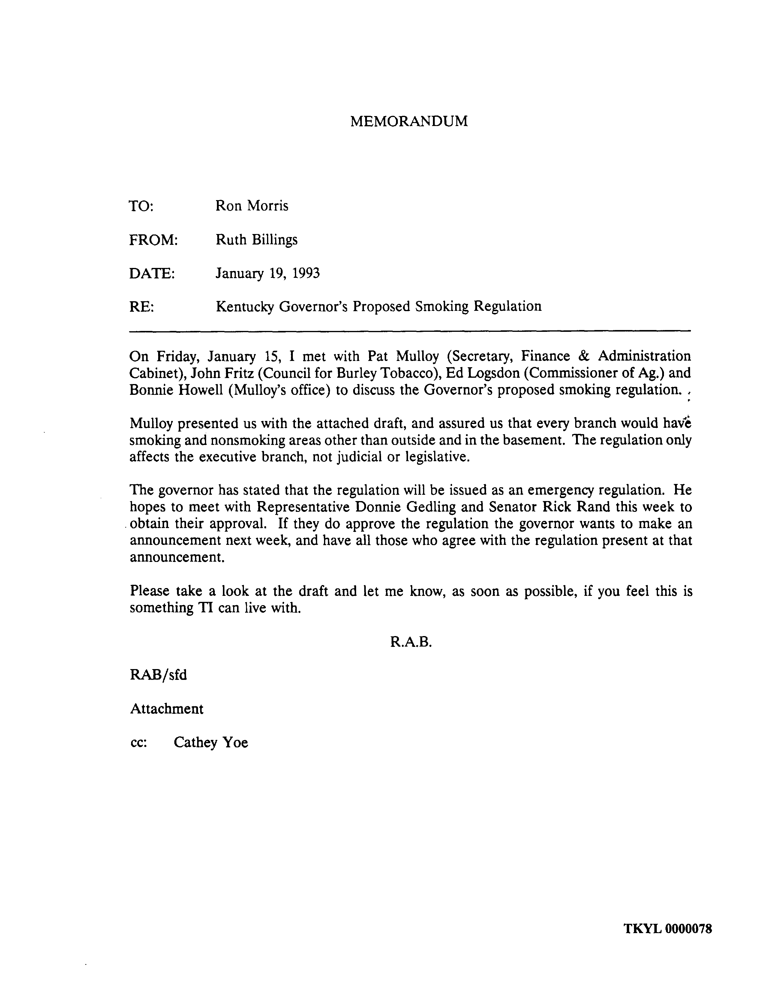 MEMORANDUM
TO: Ron Morris
FROM: Ruth Billings
DATE: January 19, 1993
RE: Kentucky Governor's Proposed Smoking Regulation
On Friday, January 15, I met with Pat Mulloy (Secretary, Finance & Administration
Cabinet), John Fritz (Council for Burley Tobacco), Ed Logsdon (Commissioner of Ag.) and
Bonnie Howell (Mulloy's office) to discuss the Governor's proposed smoking regulation.
Mulloy presented us with the attached draft, and assured us that every branch would have
smoking and nonsmoking areas other than outside and in the basement. The regulation only
affects the executive branch, not judicial or legislative.
The governor has stated that the regulation will be issued as an emergency regulation. He
hopes to meet with Representative Donnie Gedling and Senator Rick Rand this week to
obtain their approval. If they do approve the regulation the governor wants to make an
announcement next week, and have all those who agree with the regulation present at that
announcement.
Please take a look at the draft and let me know, as soon as possible, if you feel this is
something TI can live with.
R.A.B.
RAB/sfd
Attachment
cc: Cathey Yoe
TKYL 0000078